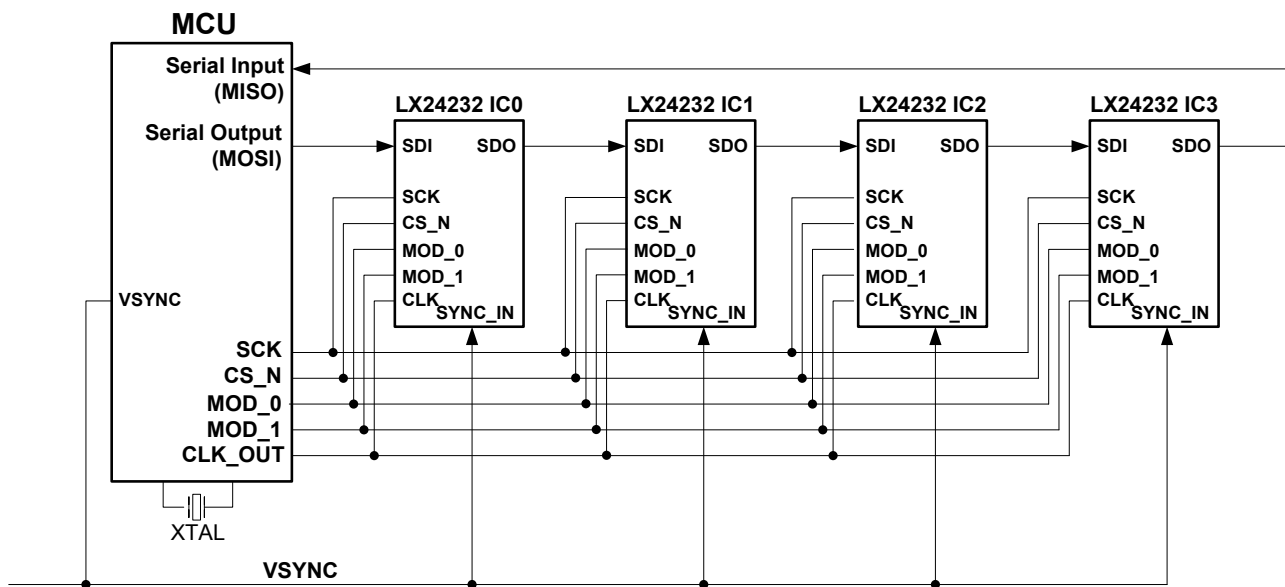 MCU
Serial Input
(MISO)
Serial Output
(MOSI)
VSYNC
SCK
CS_N
MOD_0
MOD_1
CLK_OUT
XTAL
VSYNC
LX24232 IC0
SDI SDO
SCK
CS_N
MOD_0
MOD_1
CLK
SYNC_IN
LX24232 IC1
SDI SDO
SCK
CS_N
MOD_0
MOD_1
CLK
SYNC_IN
LX24232 IC2
SDI SDO
SCK
CS_N
MOD_0
MOD_1
CLK
SYNC_IN
LX24232 IC3
SDI SDO
SCK
CS_N
MOD_0
MOD_1
CLK
SYNC_IN